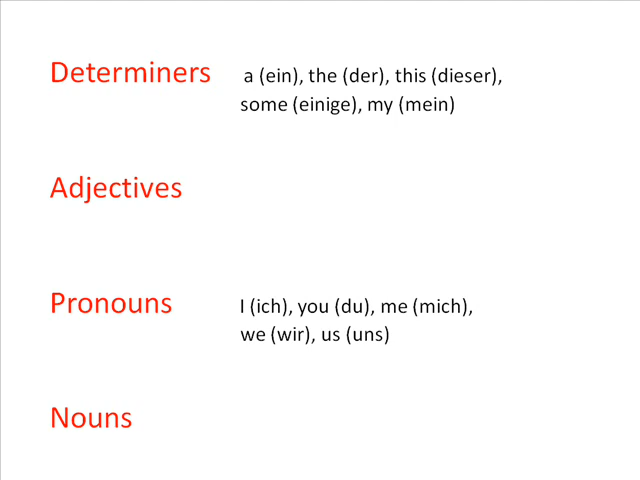 Determiners a (ein), the (der), this (dieser),
some (einige), my (mein)
Adjectives
Pronouns I (ich), you (du), me (mich),
we (wir), us (uns)
Nouns